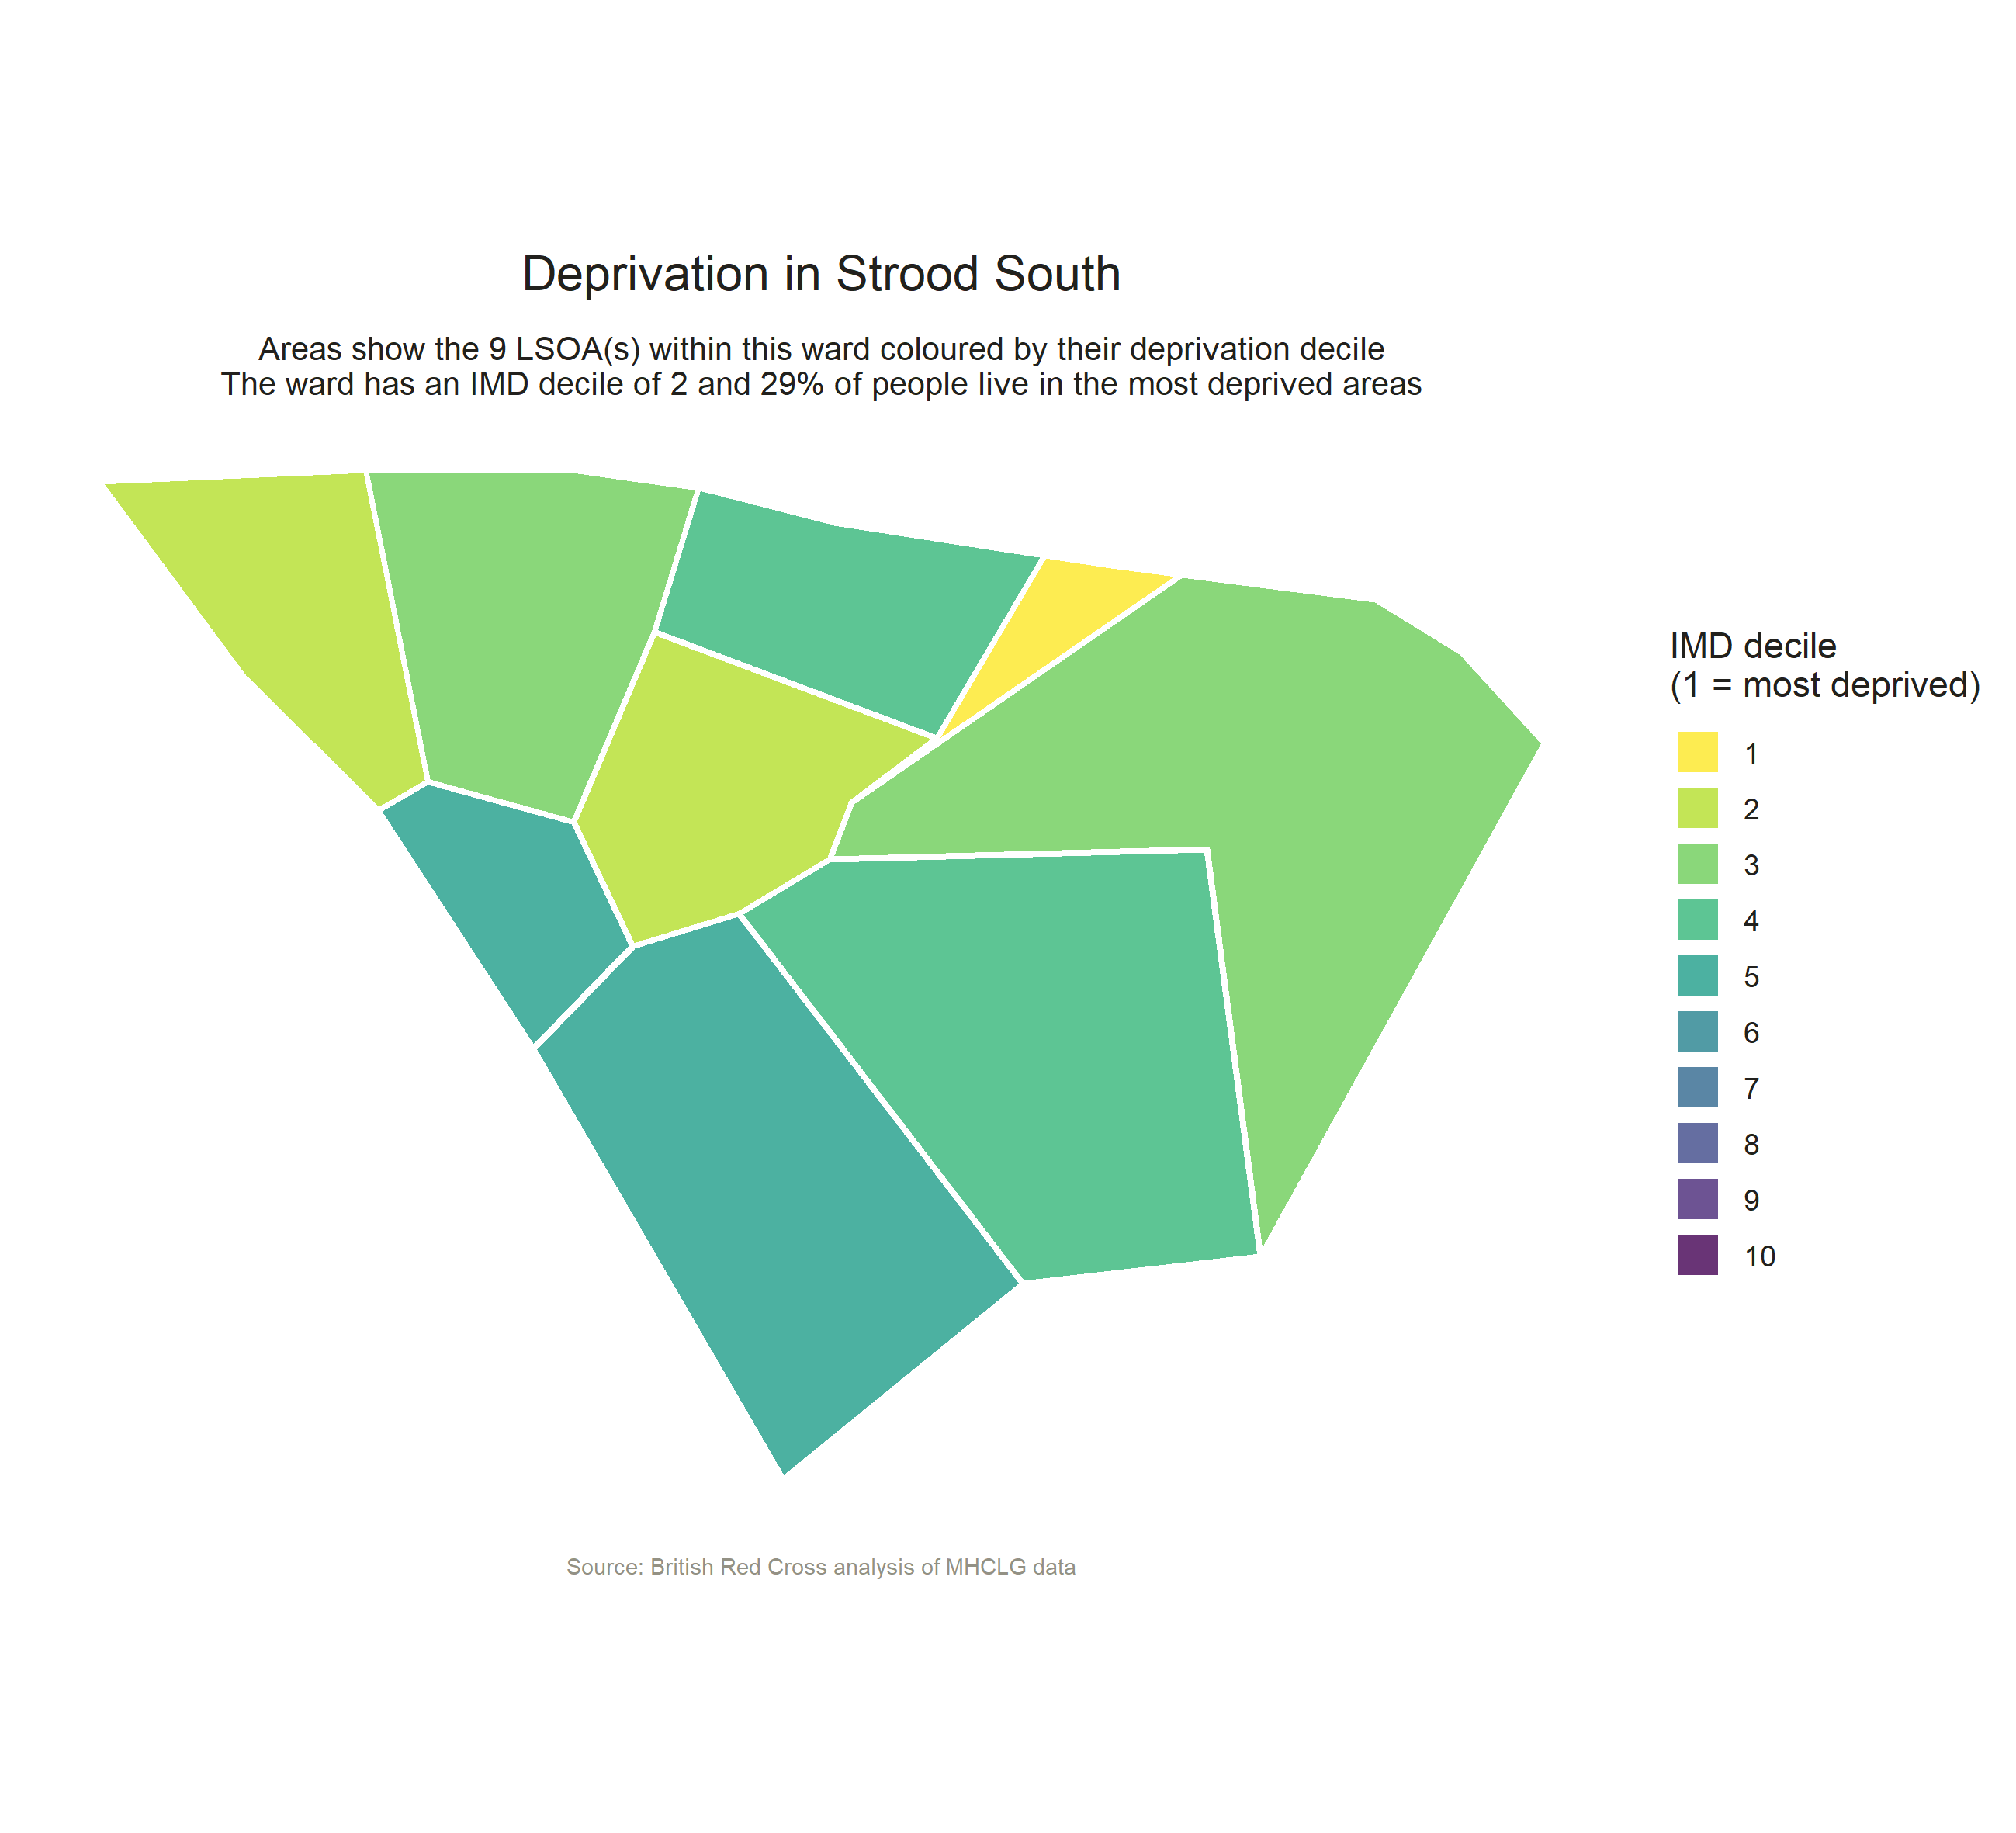 Deprivation in Strood South
Areas show the 9 LSOA(s) within this ward coloured by their deprivation decile
The ward has an IMD decile of 2 and 29% of people live in the most deprived areas
IMD decile
(1 = most deprived)
1
2
3
4
5
6
7
8
9
10
Source: British Red Cross analysis of MHCLG data